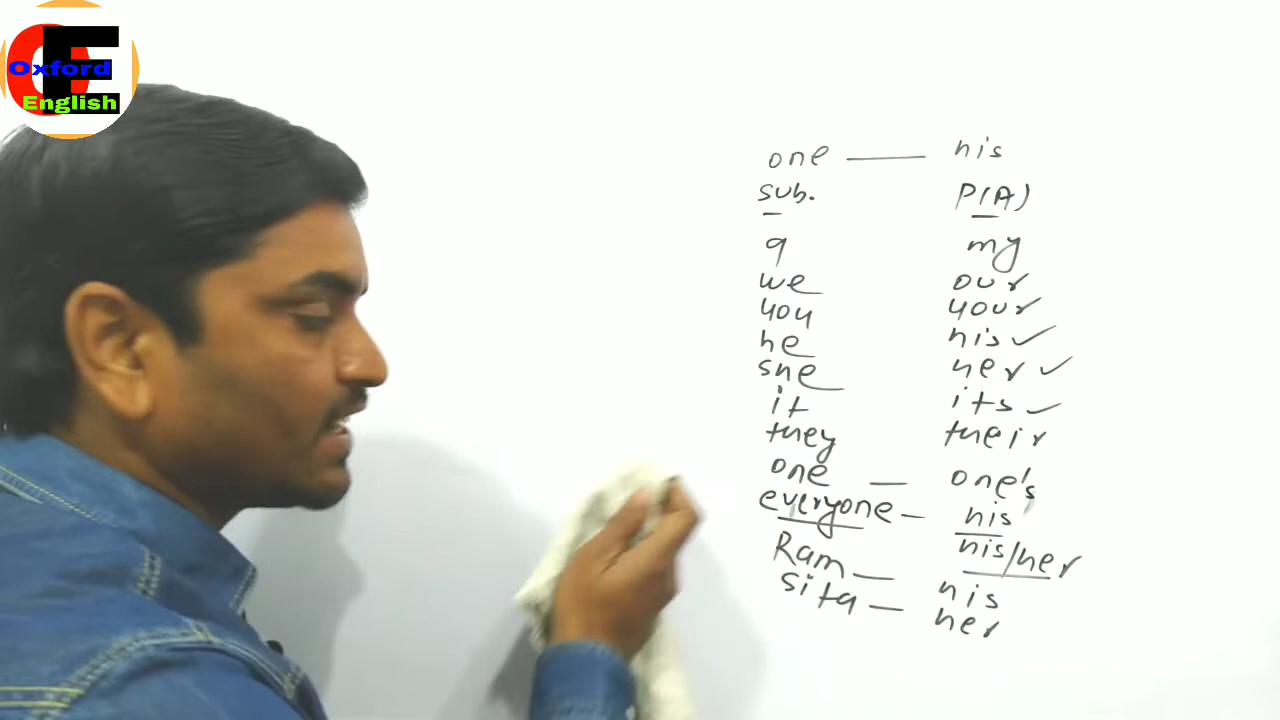 Oxford
English
one — his
sub. P(A)
I my
we our
you your
he his ✓
she her ✓
it its ✓
they their
one — one's
everyone — his
his/her
Ram — his
Sita — her